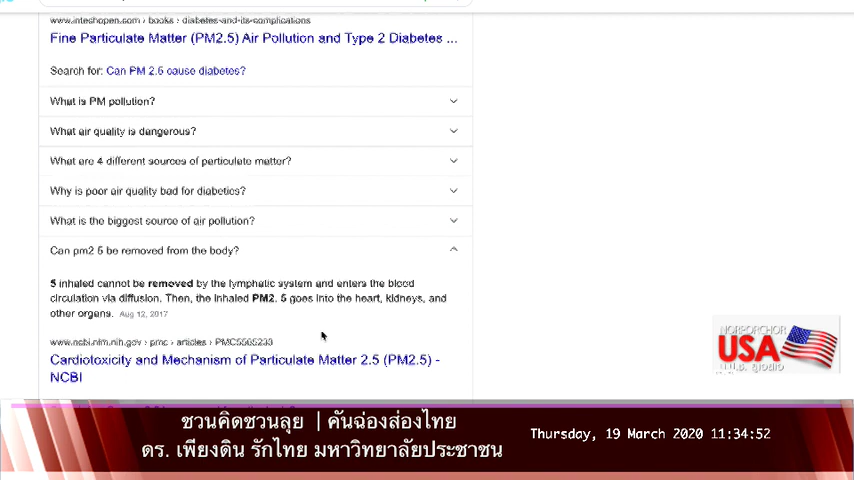 www.intechopen.com › books › diabetes-and-its-complications
Fine Particulate Matter (PM2.5) Air Pollution and Type 2 Diabetes ...
Search for: Can PM 2.5 cause diabetes?
What is PM pollution?
What air quality is dangerous?
What are 4 different sources of particulate matter?
Why is poor air quality bad for diabetics?
What is the biggest source of air pollution?
Can pm2 5 be removed from the body?
5 inhaled cannot be removed by the lymphatic system and enters the blood
circulation via diffusion. Then, the inhaled PM2. 5 goes into the heart, kidneys, and
other organs. Aug 12, 2017
www.ncbi.nlm.nih.gov › pmc › articles ›
Cardiotoxicity and Mechanism of Particulate Matter 2.5 (PM2.5) -
NCBI
NORPORCHOR
USA
ชวนคิดชวนลุย | คันฉ่องส่องไทย
ดร. เพียงดิน รักไทย มหาวิทยาลัยประชาชน
Thursday, 19 March 2020 11:34:52